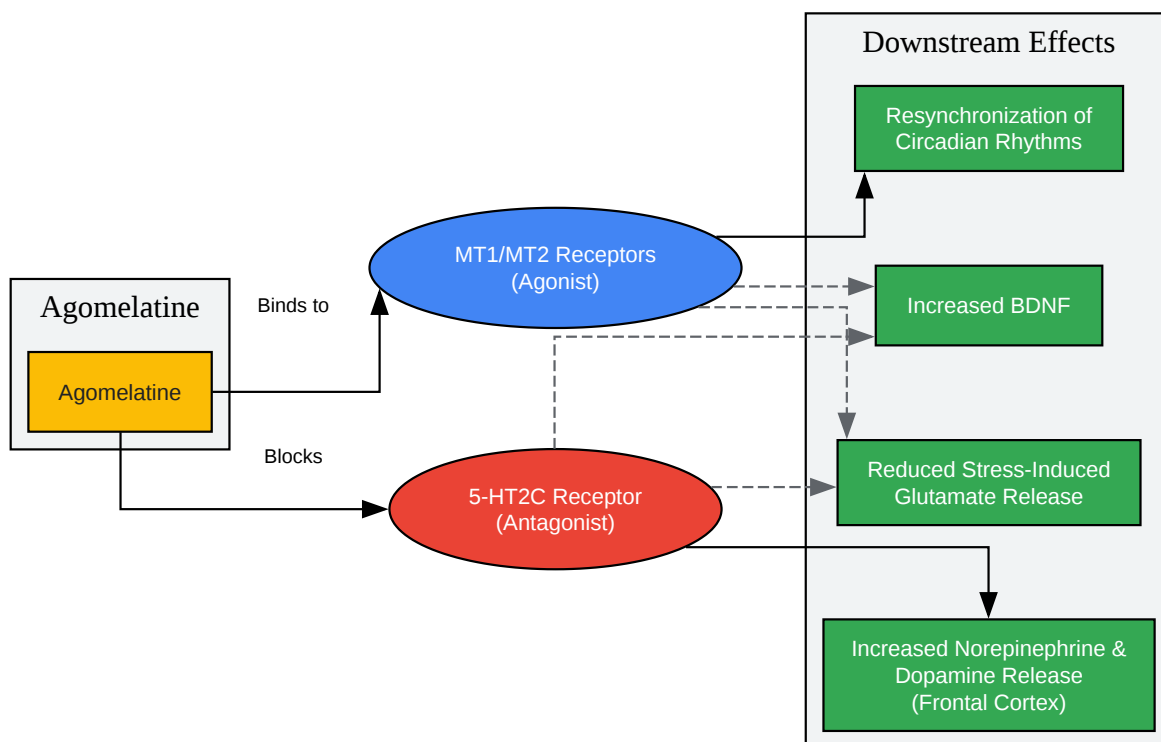 Downstream Effects
Resynchronization of
Circadian Rhythms
MT1/MT2 Receptors
(Agonist)
Agomelatine
Binds to
Increased BDNF
Agomelatine
Blocks
5-HT2C Receptor
(Antagonist)
Reduced Stress-Induced
Glutamate Release
Increased Norepinephrine &
Dopamine Release
(Frontal Cortex)